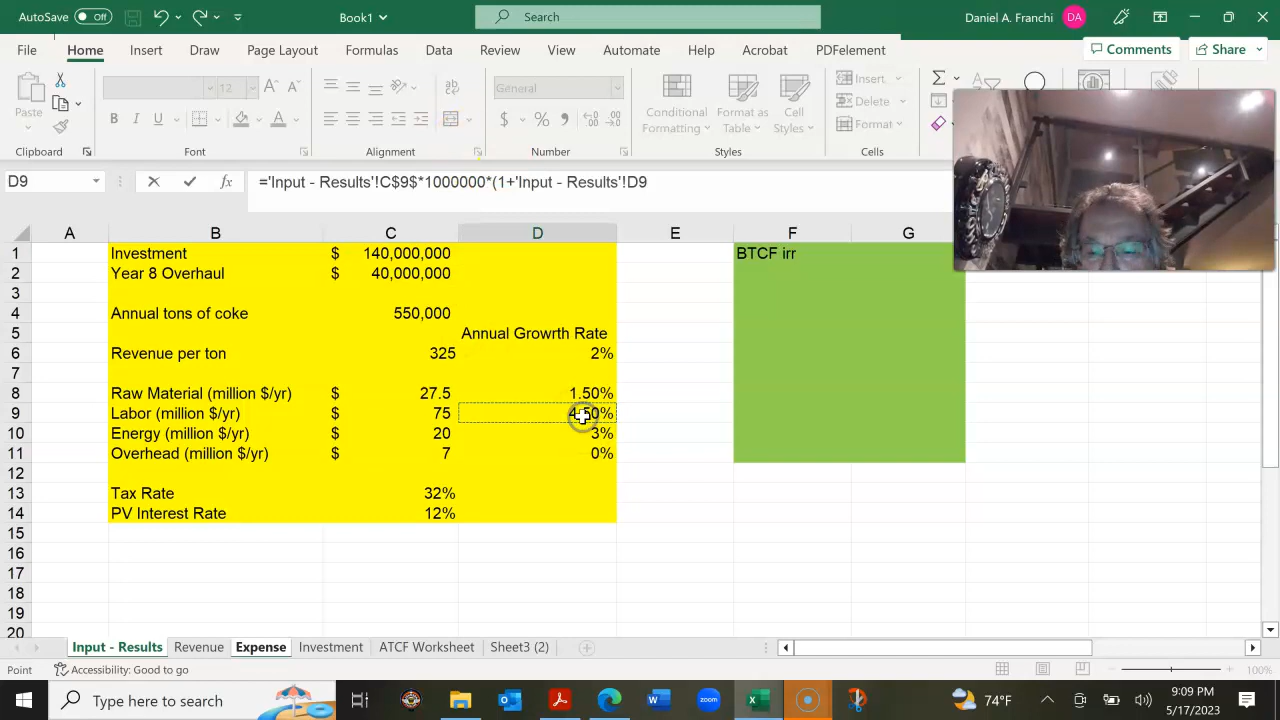 AutoSave Off Book1 Search Daniel A. Franchi DA
File Home Insert Draw Page Layout Formulas Data Review View Automate Help Acrobat PDFelement Comments Share
Paste 12 General Conditional Formatting Format as Table Cell Styles Insert Delete Format
Clipboard Font Alignment Number Styles Cells
D9 fx ='Input - Results'!C$9$*1000000*(1+'Input - Results'!D9
A B C D E F G
1 Investment $ 140,000,000 BTCF irr
2 Year 8 Overhaul $ 40,000,000
3
4 Annual tons of coke 550,000
5 Annual Growrth Rate
6 Revenue per ton 325 2%
7
8 Raw Material (million $/yr) $ 27.5 1.50%
9 Labor (million $/yr) $ 75 4.50%
10 Energy (million $/yr) $ 20 3%
11 Overhead (million $/yr) $ 7 0%
12
13 Tax Rate 32%
14 PV Interest Rate 12%
15
16
17
18
19
20
Input - Results Revenue Expense Investment ATCF Worksheet Sheet3 (2)
Point Accessibility: Good to go 100%
Type here to search 74°F 9:09 PM
5/17/2023